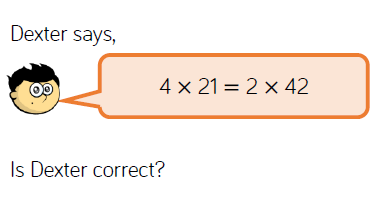 Dexter says,
4 × 21 = 2 × 42
Is Dexter correct?